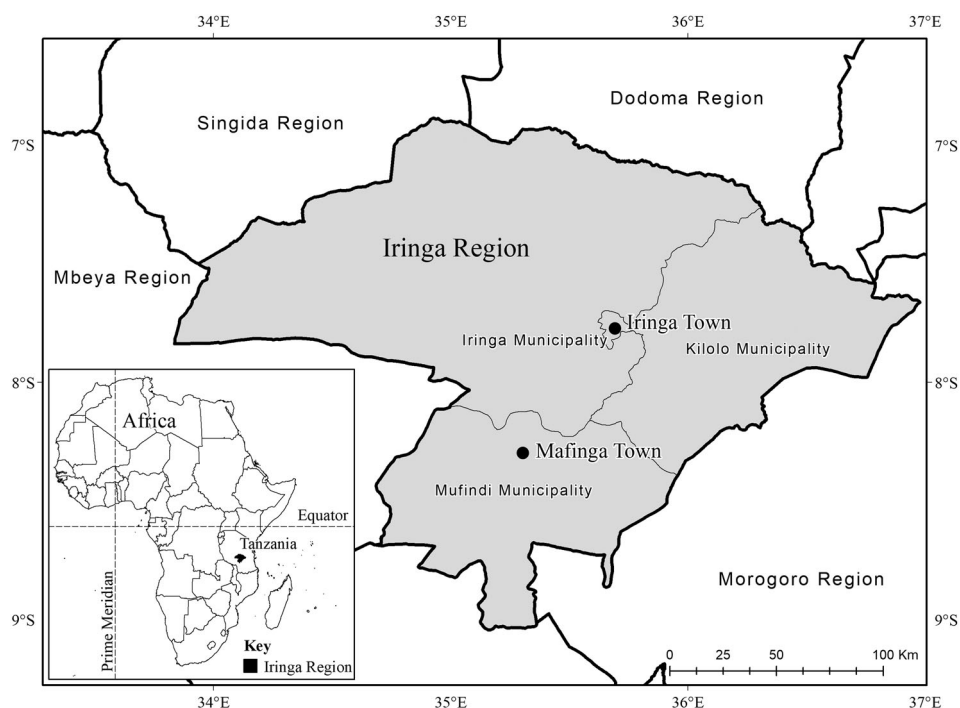 34°E
35°E
36°E
37°E
Dodoma Region
Singida Region
7°S
7°S
Iringa Region
Mbeya Region
Iringa Town
Iringa Municipality
Kilolo Municipality
8°S
8°S
Africa
Mafinga Town
Mufindi Municipality
Equator
Tanzania
Prime Meridian
Morogoro Region
9°S
9°S
Key
Iringa Region
0 25 50 100 Km
34°E
35°E
36°E
37°E